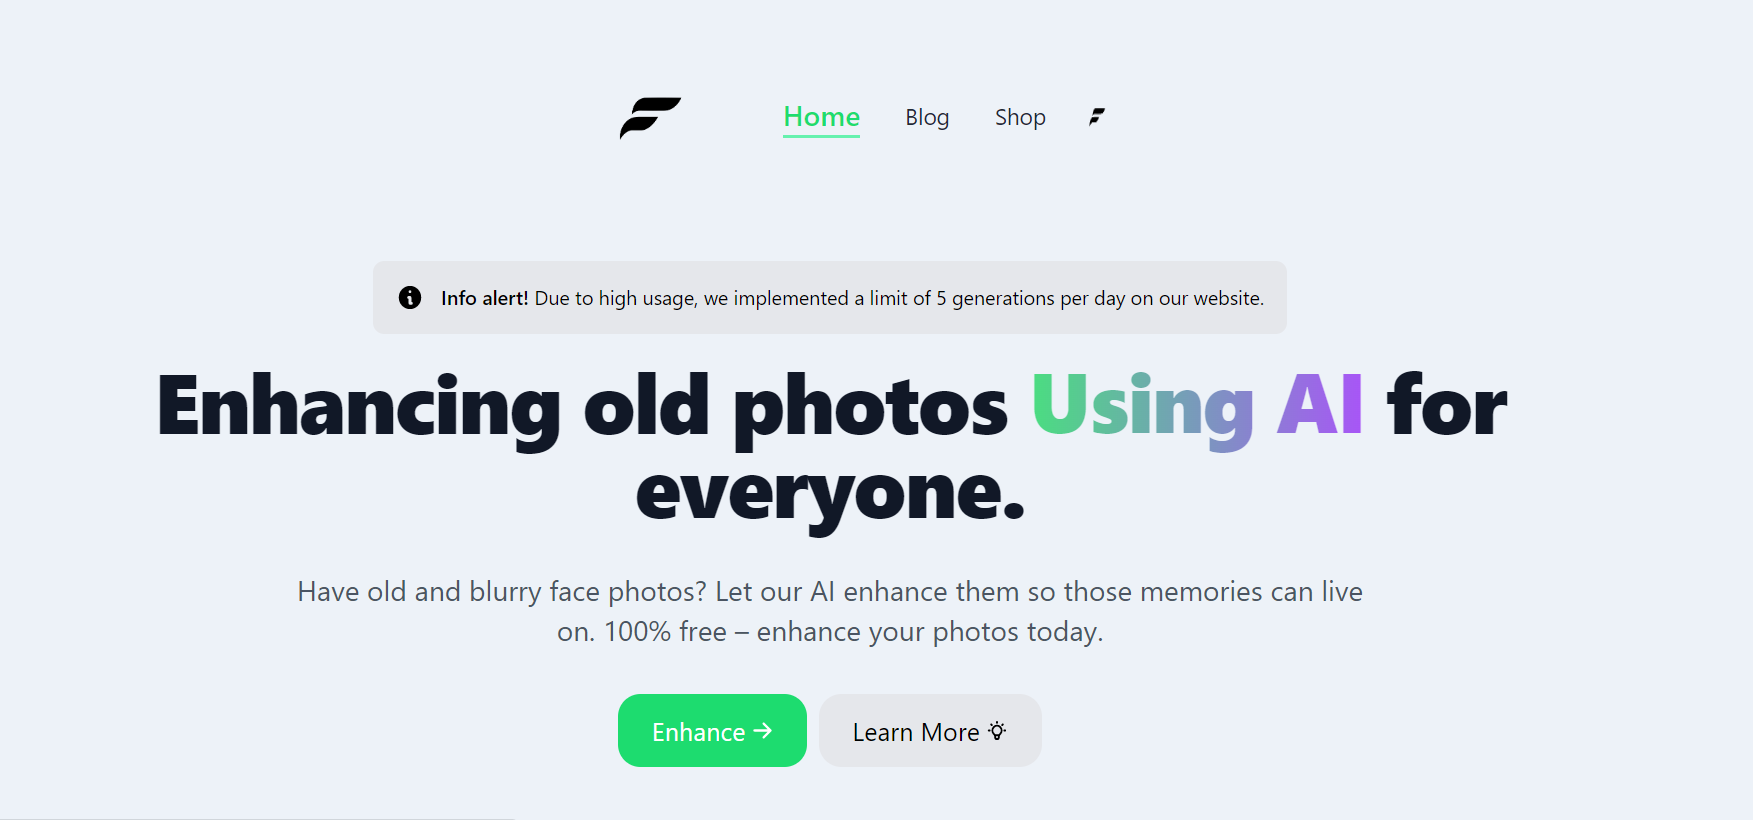 Home Blog Shop
Info alert! Due to high usage, we implemented a limit of 5 generations per day on our website.
Enhancing old photos Using AI for
everyone.
Have old and blurry face photos? Let our AI enhance them so those memories can live
on. 100% free – enhance your photos today.
Enhance →
Learn More